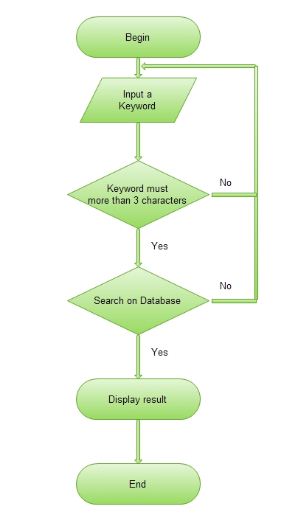 Begin
Input a
Keyword
Keyword must
more than 3 characters
No
Yes
Search on Database
No
Yes
Display result
End